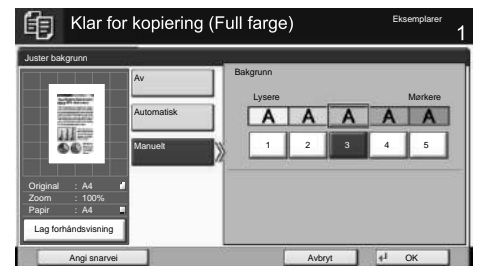 Klar for kopiering (Full farge)
Eksemplarer
1
Juster bakgrunn
Av
Automatisk
Manuelt
Bakgrunn
Lysere Mørkere
A A A A A
1 2 3 4 5
Original : A4
Zoom : 100%
Papir : A4
Lag forhåndsvisning
Angi snarvei
Avbryt
OK